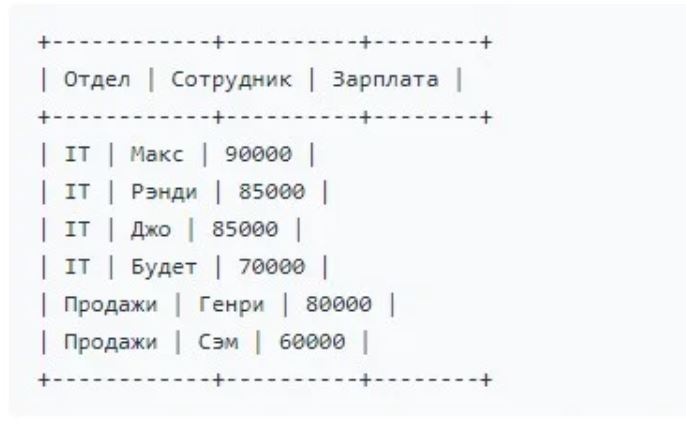 +------------+----------+--------+
| Отдел | Сотрудник | Зарплата |
+------------+----------+--------+
| IT | Макс | 90000 |
| IT | Рэнди | 85000 |
| IT | Джо | 85000 |
| IT | Будет | 70000 |
| Продажи | Генри | 80000 |
| Продажи | Сэм | 60000 |
+------------+----------+--------+